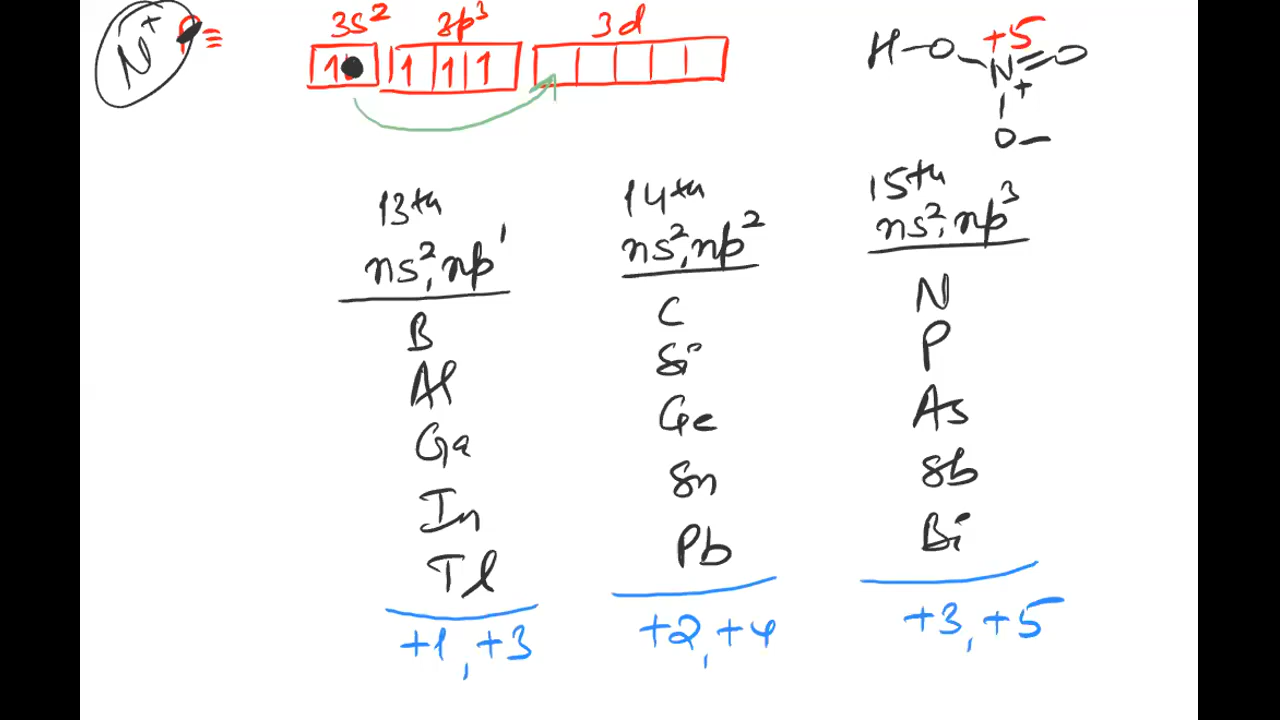 N⁺ P ≡ 3s² 3p³ 3d
1 1 1 1
+5
H-O-N=O
+
O-
13th 14th 15th
ns², np¹ ns², np² ns², np³
B C N
Al Si P
Ga Ge As
In Sn Sb
Tl Pb Bi
+1, +3 +2, +4 +3, +5